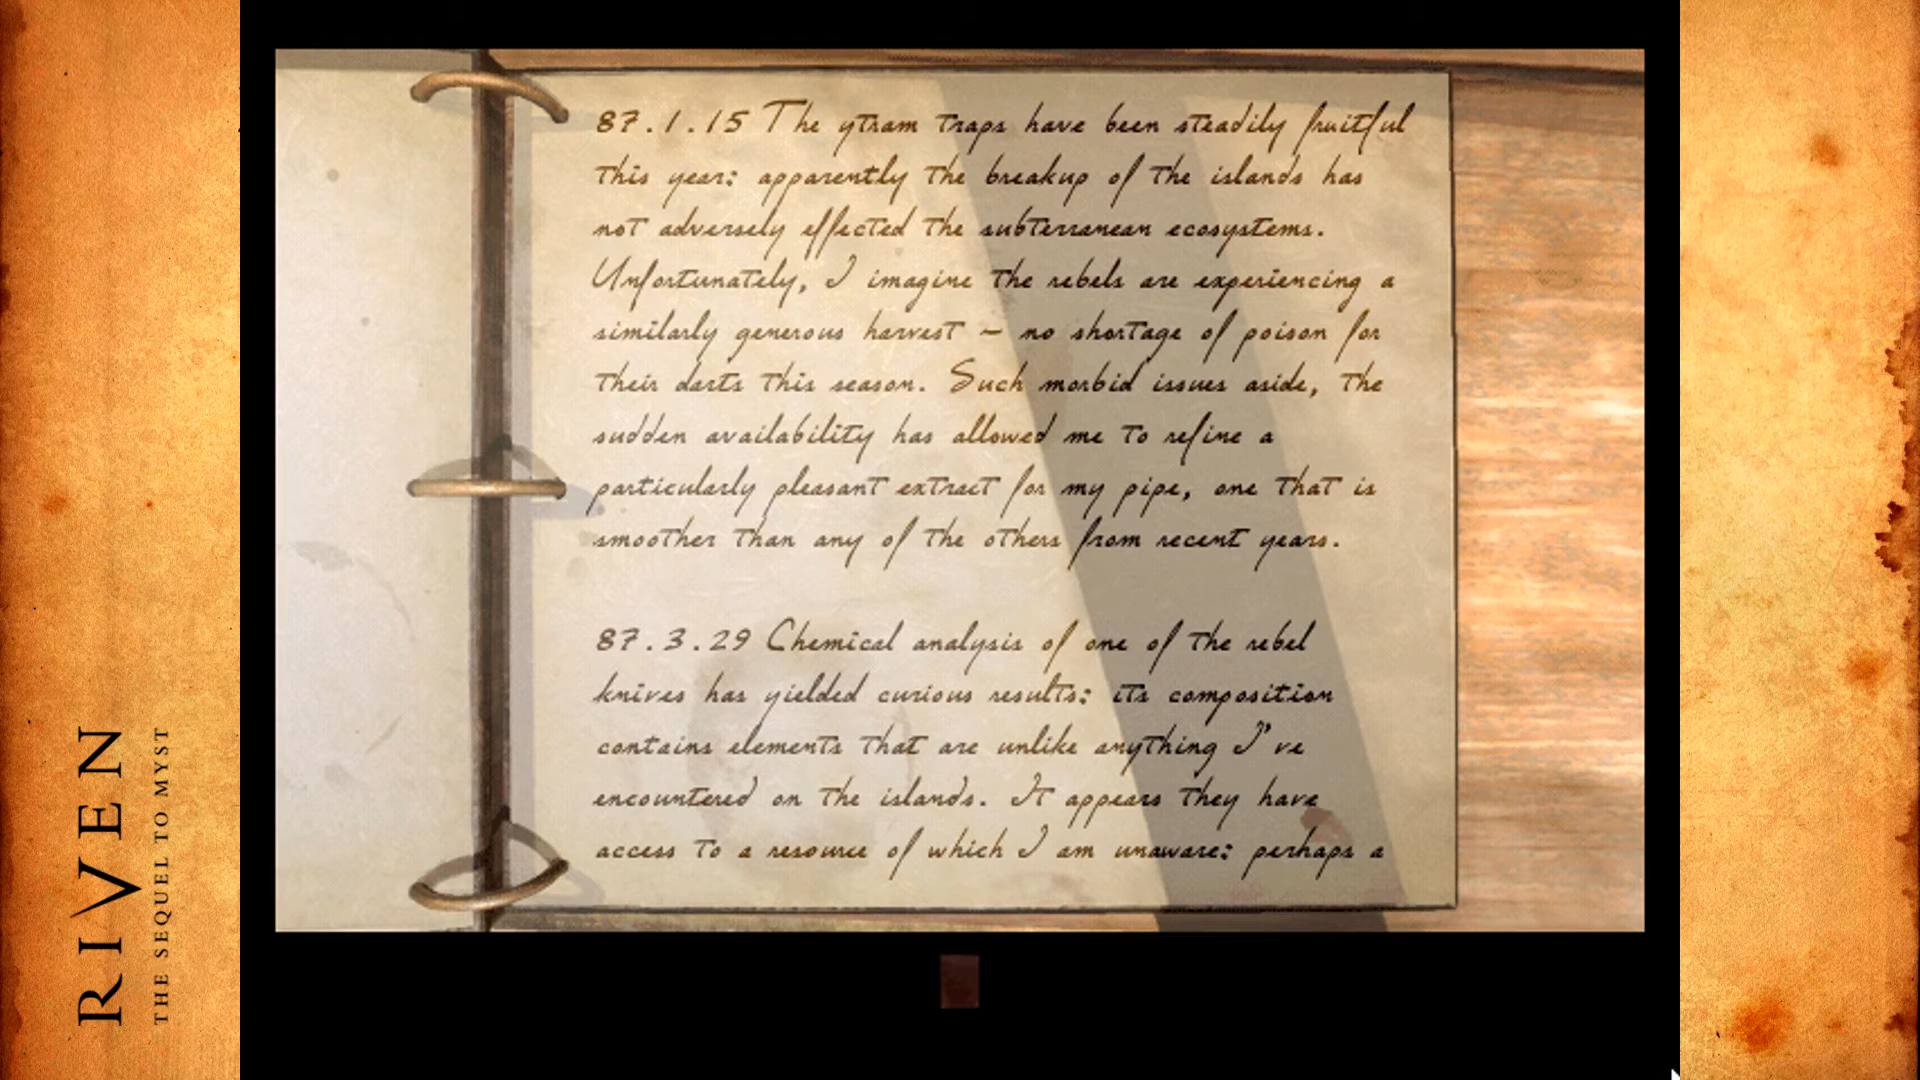 87.1.15 The ytram traps have been steadily fruitful
this year: apparently the breakup of the islands has
not adversely effected the subterranean ecosystems.
Unfortunately, I imagine the rebels are experiencing a
similarly generous harvest – no shortage of poison for
their darts this season. Such morbid issues aside, the
sudden availability has allowed me to refine a
particularly pleasant extract for my pipe, one that is
smoother than any of the others from recent years.
87.3.29 Chemical analysis of one of the rebel
knives has yielded curious results: its composition
contains elements that are unlike anything I've
encountered on the islands. It appears they have
access to a resource of which I am unaware: perhaps a
RIVEN
THE SEQUEL TO MYST